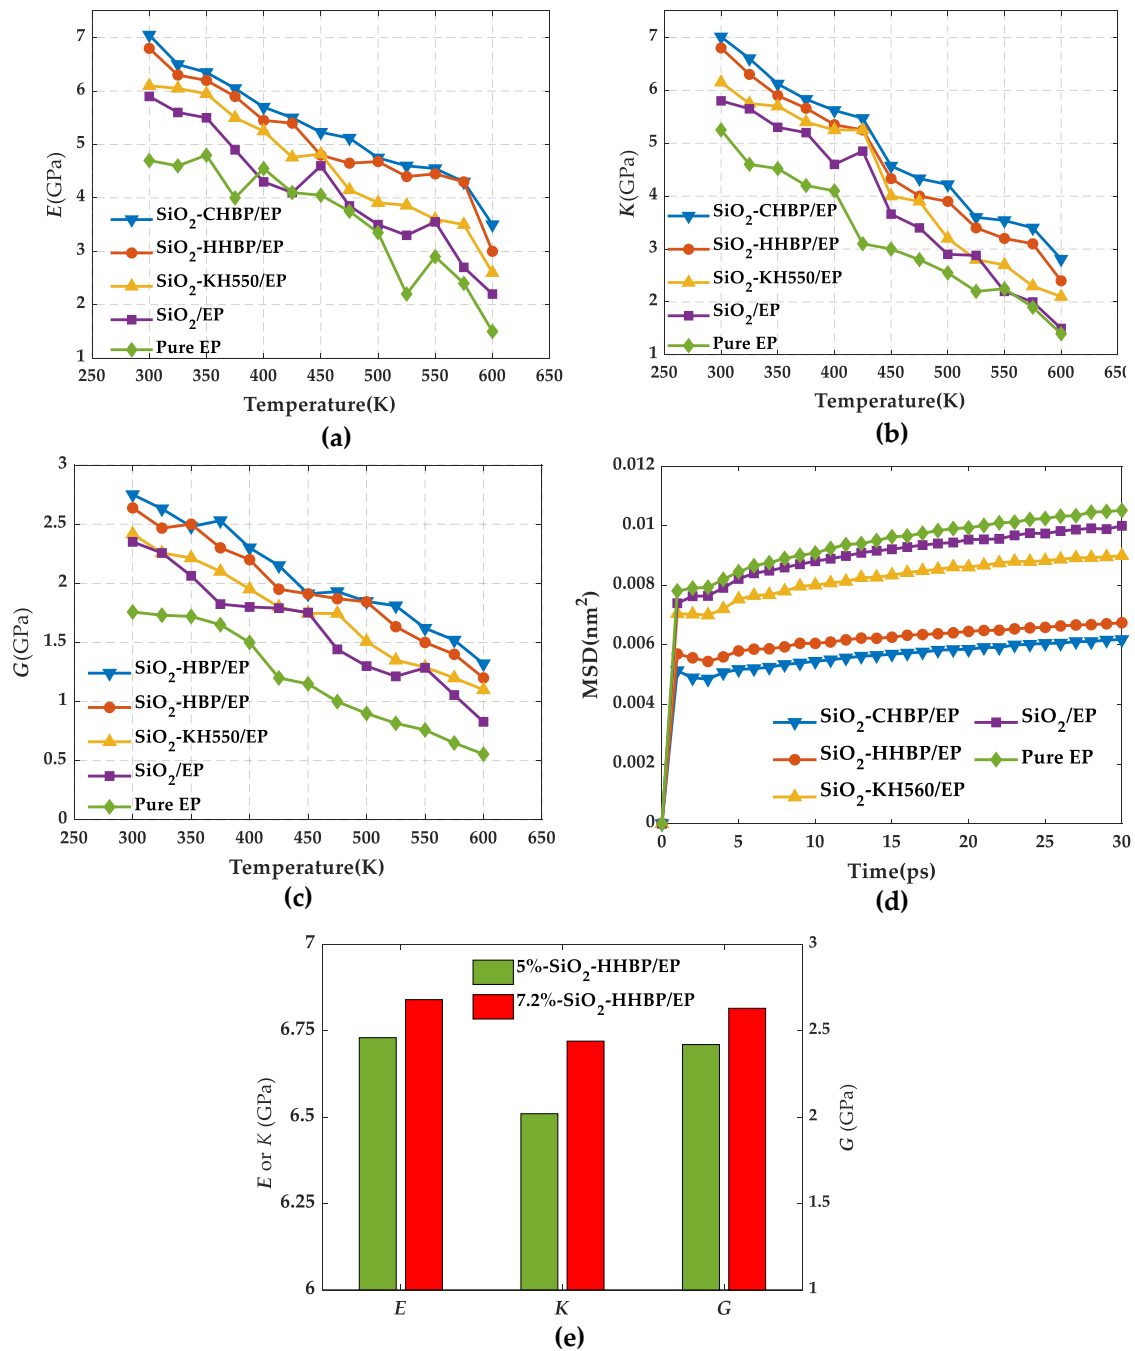 7
6
5
4
3
2
1
E(GPa)
SiO2-CHBP/EP
SiO2-HHBP/EP
SiO2-KH550/EP
SiO2/EP
Pure EP
250 300 350 400 450 500 550 600 650
Temperature(K)
(a)
7
6
5
4
3
2
1
K(GPa)
SiO2-CHBP/EP
SiO2-HHBP/EP
SiO2-KH550/EP
SiO2/EP
Pure EP
250 300 350 400 450 500 550 600 650
Temperature(K)
(b)
3
2.5
2
1.5
1
0.5
0
G(GPa)
SiO2-HBP/EP
SiO2-HBP/EP
SiO2-KH550/EP
SiO2/EP
Pure EP
250 300 350 400 450 500 550 600 650
Temperature(K)
(c)
0.012
0.01
0.008
0.006
0.004
0.002
0
MSD(nm2)
SiO2-CHBP/EP SiO2/EP
SiO2-HHBP/EP Pure EP
SiO2-KH560/EP
0 5 10 15 20 25 30
Time(ps)
(d)
7
6.75
6.5
6.25
6
E or K (GPa)
5%-SiO2-HHBP/EP
7.2%-SiO2-HHBP/EP
3
2.5
2
1.5
1
G (GPa)
E K G
(e)